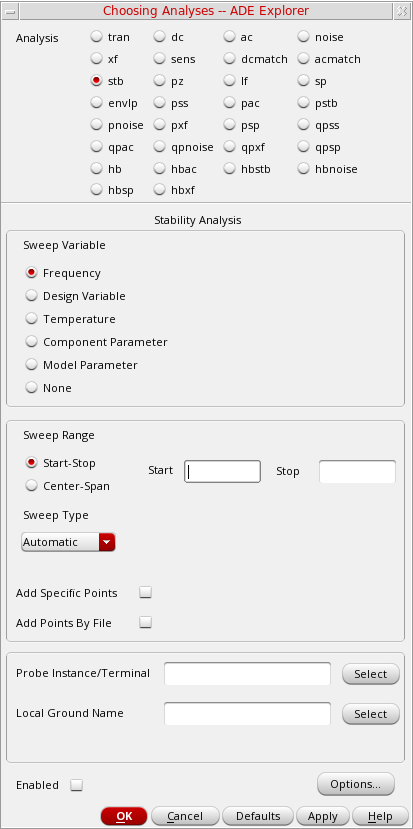 Choosing Analyses -- ADE Explorer
Analysis tran dc ac noise
xf sens dcmatch acmatch
stb pz lf sp
envlp pss pac pstb
pnoise pxf psp qpss
qpac qpnoise qpxf qpsp
hb hbac hbstb hbnoise
hbsp hbxf
Stability Analysis
Sweep Variable
Frequency
Design Variable
Temperature
Component Parameter
Model Parameter
None
Sweep Range
Start-Stop Start Stop
Center-Span
Sweep Type
Automatic
Add Specific Points
Add Points By File
Probe Instance/Terminal Select
Local Ground Name Select
Enabled Options...
OK Cancel Defaults Apply Help